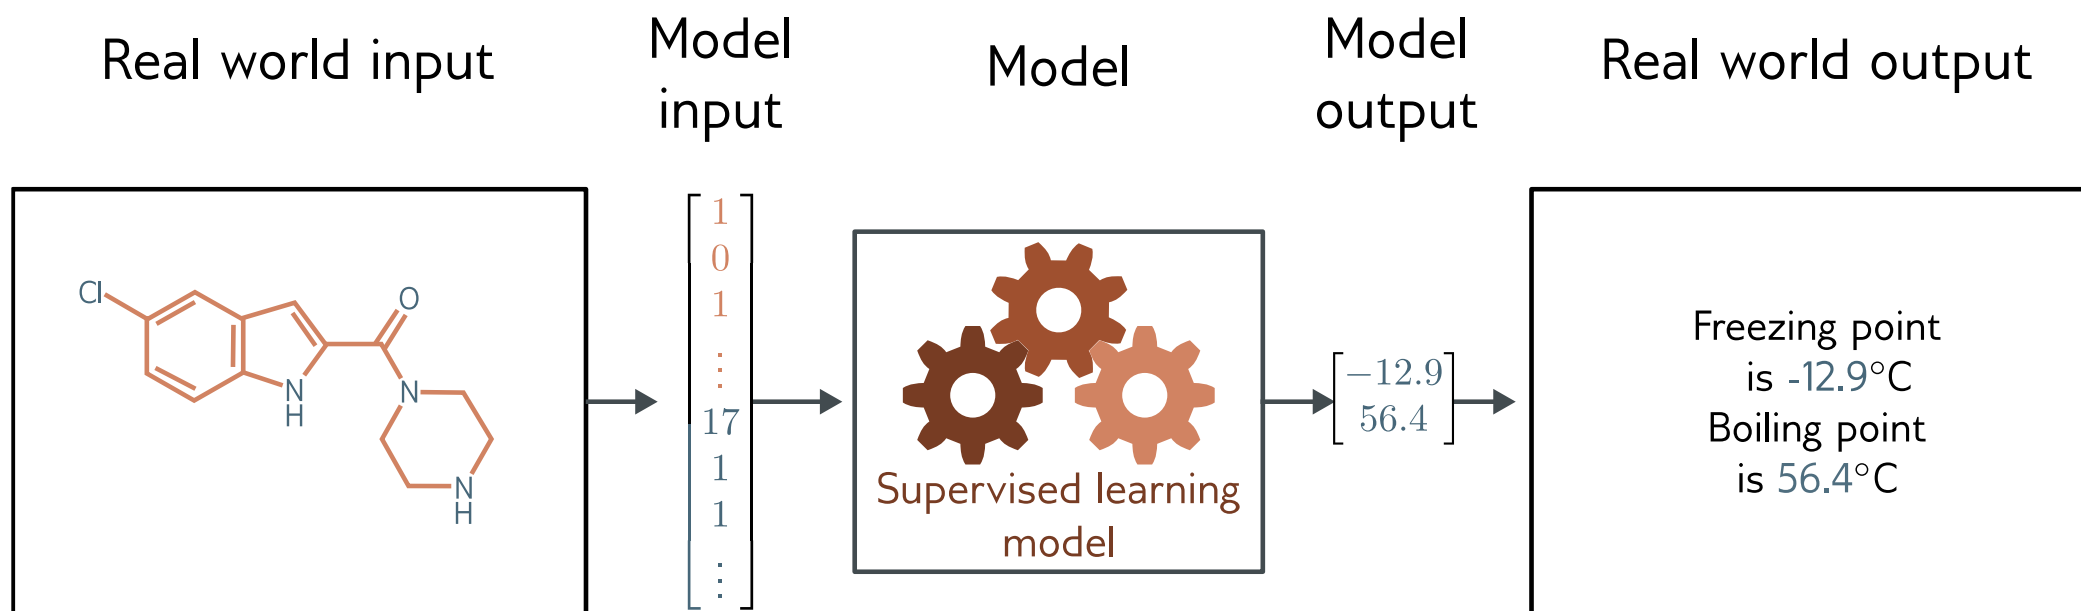 Real world input
Model
input
Model
Model
output
Real world output
Cl
O
N
H
N
N
H
1
0
1
⋮
17
1
1
⋮
Supervised learning
model
−12.9
56.4
Freezing point
is -12.9°C
Boiling point
is 56.4°C